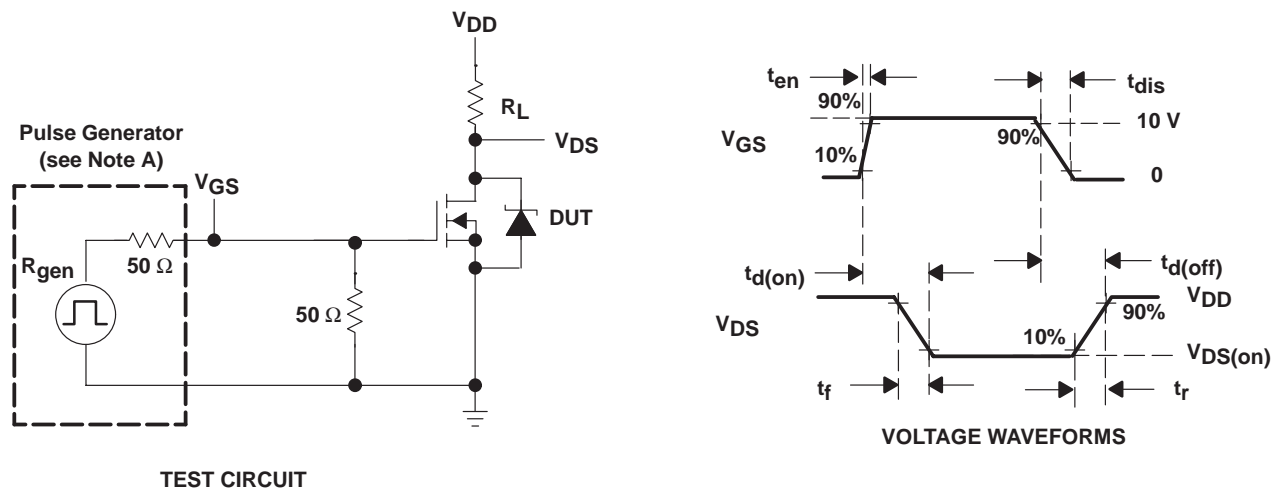 VDD
RL
VDS
Pulse Generator
(see Note A)
VGS
DUT
Rgen
50 Ω
50 Ω
TEST CIRCUIT
ten
tdis
90%
10 V
VGS
90%
10%
0
td(on)
td(off)
VDD
VDS
90%
10%
VDS(on)
tf
tr
VOLTAGE WAVEFORMS